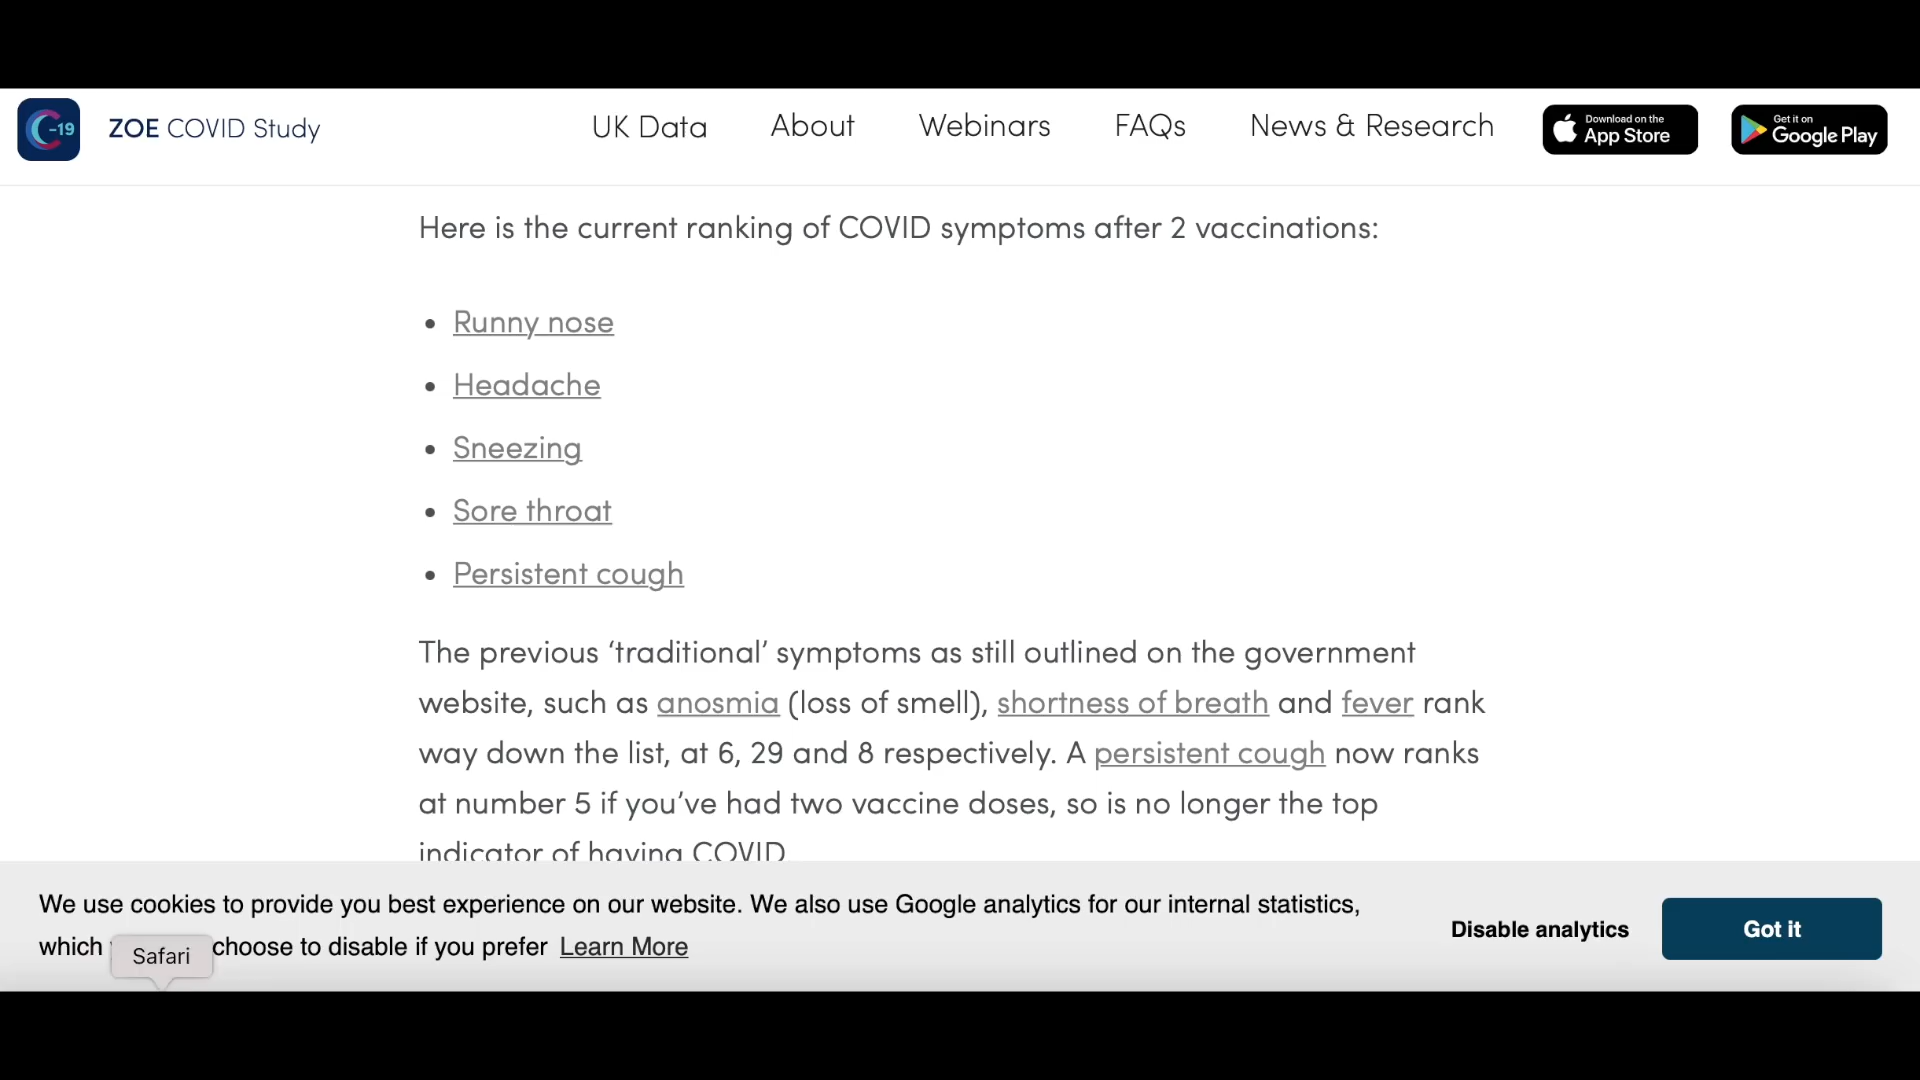 C-19
ZOE COVID Study
UK Data
About
Webinars
FAQs
News & Research
Download on the
App Store
Get it on
Google Play
Here is the current ranking of COVID symptoms after 2 vaccinations:
• Runny nose
• Headache
• Sneezing
• Sore throat
• Persistent cough
The previous ‘traditional’ symptoms as still outlined on the government
website, such as anosmia (loss of smell), shortness of breath and fever rank
way down the list, at 6, 29 and 8 respectively. A persistent cough now ranks
at number 5 if you’ve had two vaccine doses, so is no longer the top
indicator of having COVID
We use cookies to provide you best experience on our website. We also use Google analytics for our internal statistics,
which choose to disable if you prefer Learn More
Safari
Disable analytics
Got it